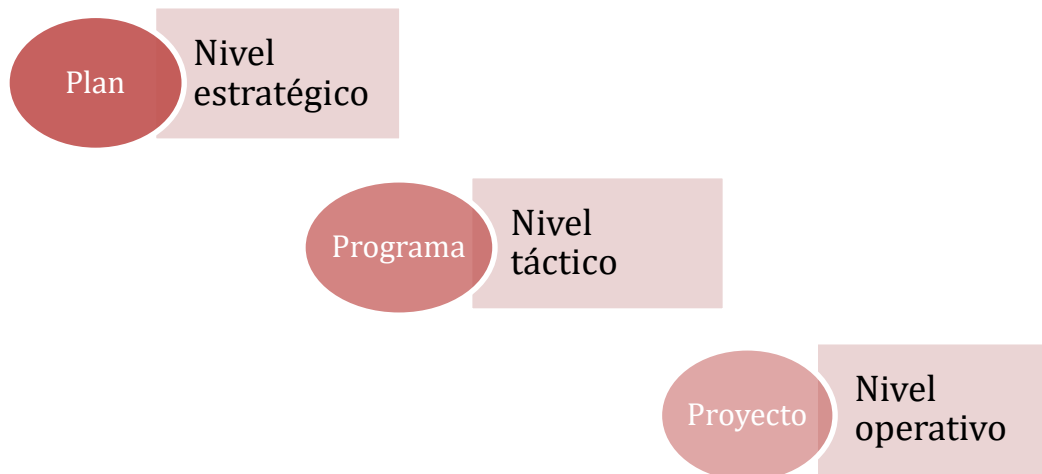 Plan
Nivel
estratégico
Programa
Nivel
táctico
Proyecto
Nivel
operativo